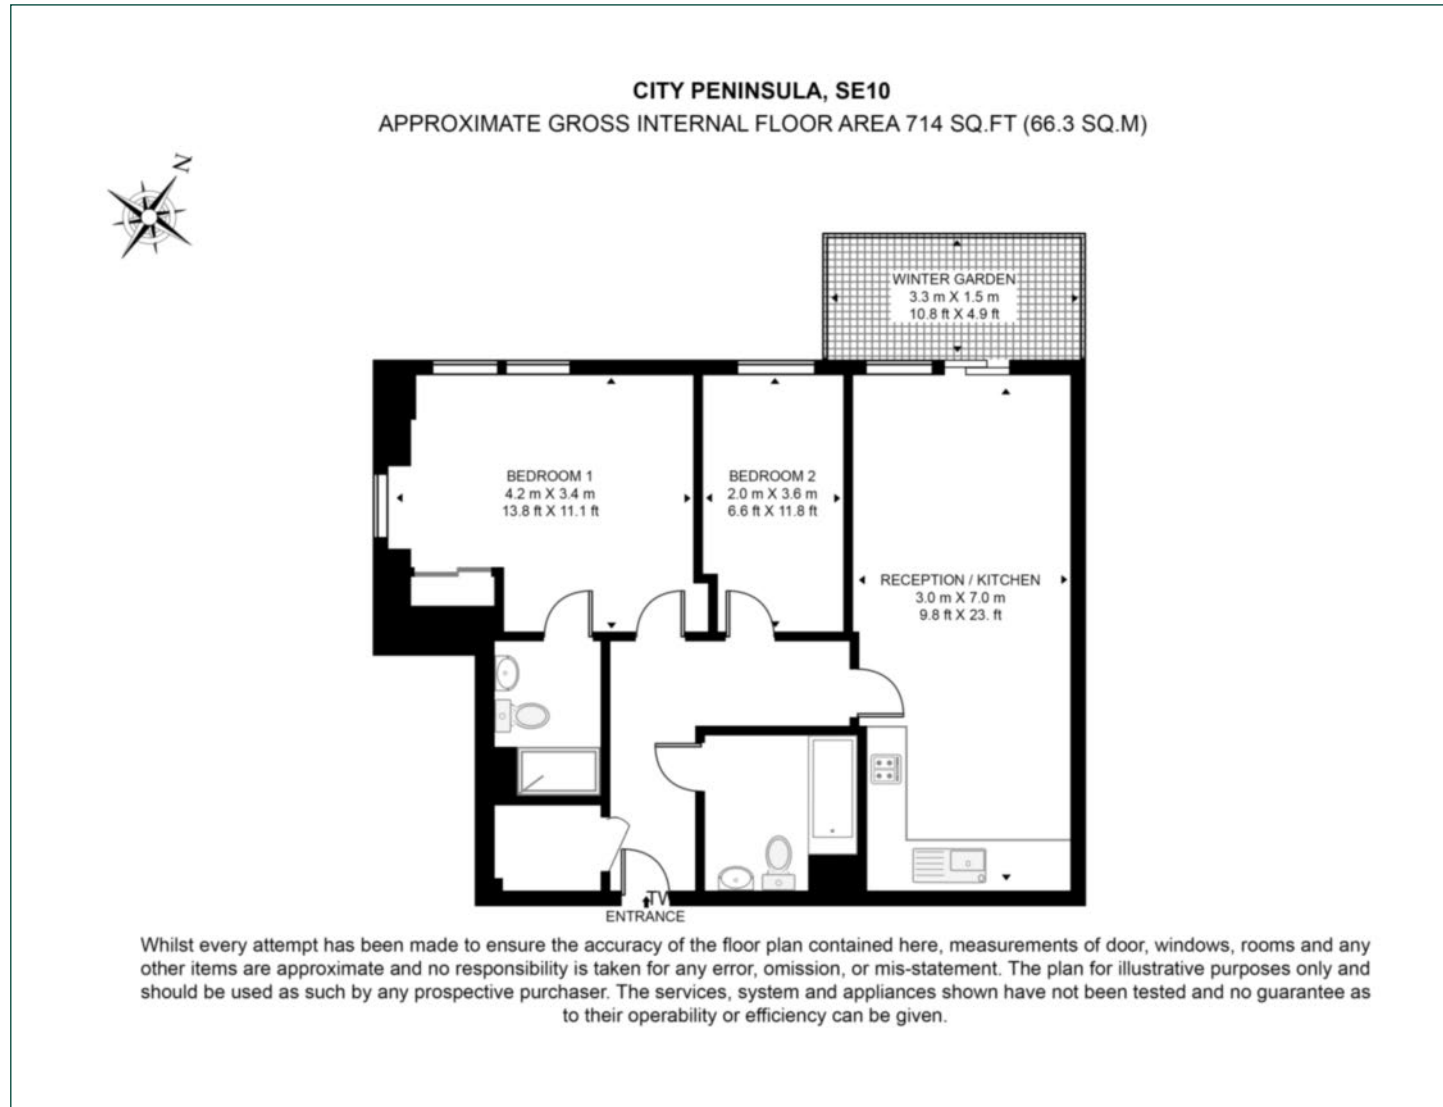 CITY PENINSULA, SE10
APPROXIMATE GROSS INTERNAL FLOOR AREA 714 SQ.FT (66.3 SQ.M)
N
WINTER GARDEN
3.3 m X 1.5 m
10.8 ft X 4.9 ft
BEDROOM 1
4.2 m X 3.4 m
13.8 ft X 11.1 ft
BEDROOM 2
2.0 m X 3.6 m
6.6 ft X 11.8 ft
RECEPTION / KITCHEN
3.0 m X 7.0 m
9.8 ft X 23. ft
ENTRANCE
Whilst every attempt has been made to ensure the accuracy of the floor plan contained here, measurements of door, windows, rooms and any
other items are approximate and no responsibility is taken for any error, omission, or mis-statement. The plan for illustrative purposes only and
should be used as such by any prospective purchaser. The services, system and appliances shown have not been tested and no guarantee as
to their operability or efficiency can be given.